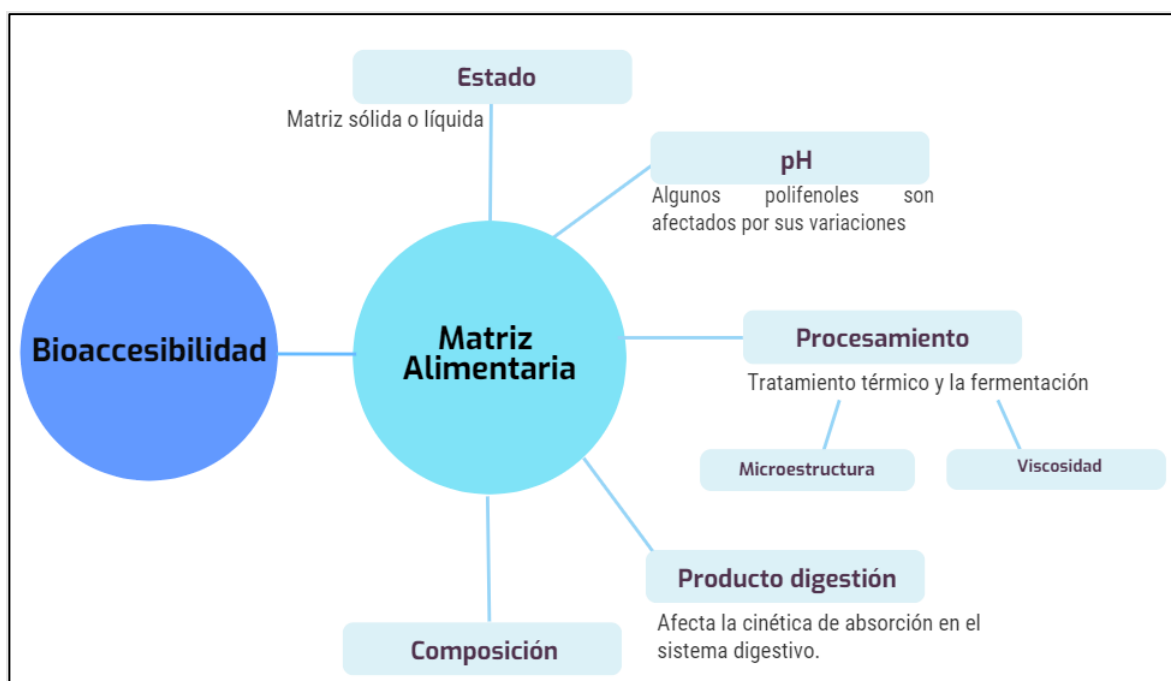 Estado
Matriz sólida o líquida
pH
Algunos polifenoles son
afectados por sus variaciones
Bioaccesibilidad
Matriz
Alimentaria
Procesamiento
Tratamiento térmico y la fermentación
Microestructura
Viscosidad
Producto digestión
Afecta la cinética de absorción en el
sistema digestivo.
Composición